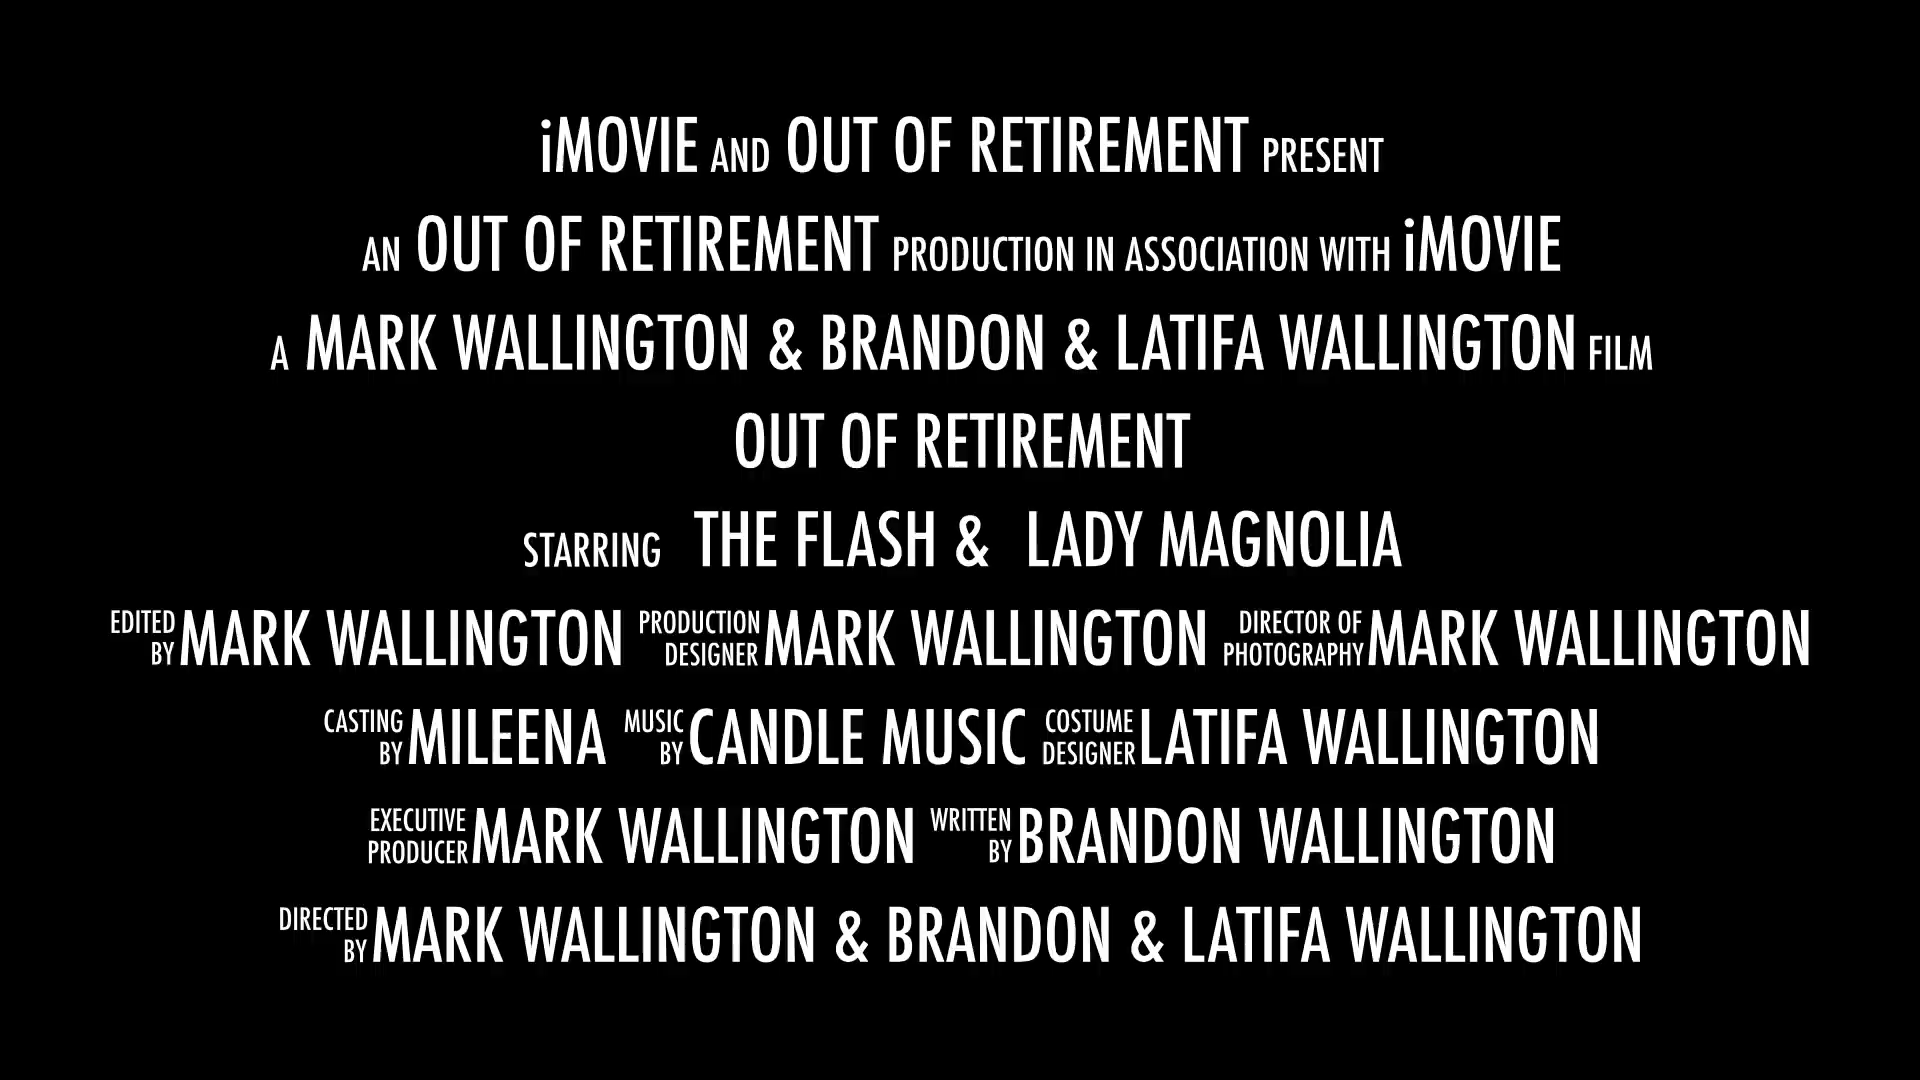 iMOVIE AND OUT OF RETIREMENT PRESENT
AN OUT OF RETIREMENT PRODUCTION IN ASSOCIATION WITH iMOVIE
A MARK WALLINGTON & BRANDON & LATIFA WALLINGTON FILM
OUT OF RETIREMENT
STARRING THE FLASH & LADY MAGNOLIA
EDITED BY MARK WALLINGTON PRODUCTION DESIGNER MARK WALLINGTON DIRECTOR OF PHOTOGRAPHY MARK WALLINGTON
CASTING BY MILEENA MUSIC BY CANDLE MUSIC COSTUME DESIGNER LATIFA WALLINGTON
EXECUTIVE PRODUCER MARK WALLINGTON WRITTEN BY BRANDON WALLINGTON
DIRECTED BY MARK WALLINGTON & BRANDON & LATIFA WALLINGTON